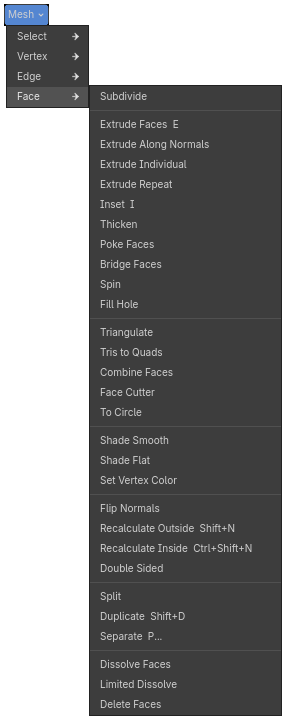 Mesh
Select
Vertex
Edge
Face
Subdivide
Extrude Faces E
Extrude Along Normals
Extrude Individual
Extrude Repeat
Inset I
Thicken
Poke Faces
Bridge Faces
Spin
Fill Hole
Triangulate
Tris to Quads
Combine Faces
Face Cutter
To Circle
Shade Smooth
Shade Flat
Set Vertex Color
Flip Normals
Recalculate Outside Shift+N
Recalculate Inside Ctrl+Shift+N
Double Sided
Split
Duplicate Shift+D
Separate P...
Dissolve Faces
Limited Dissolve
Delete Faces